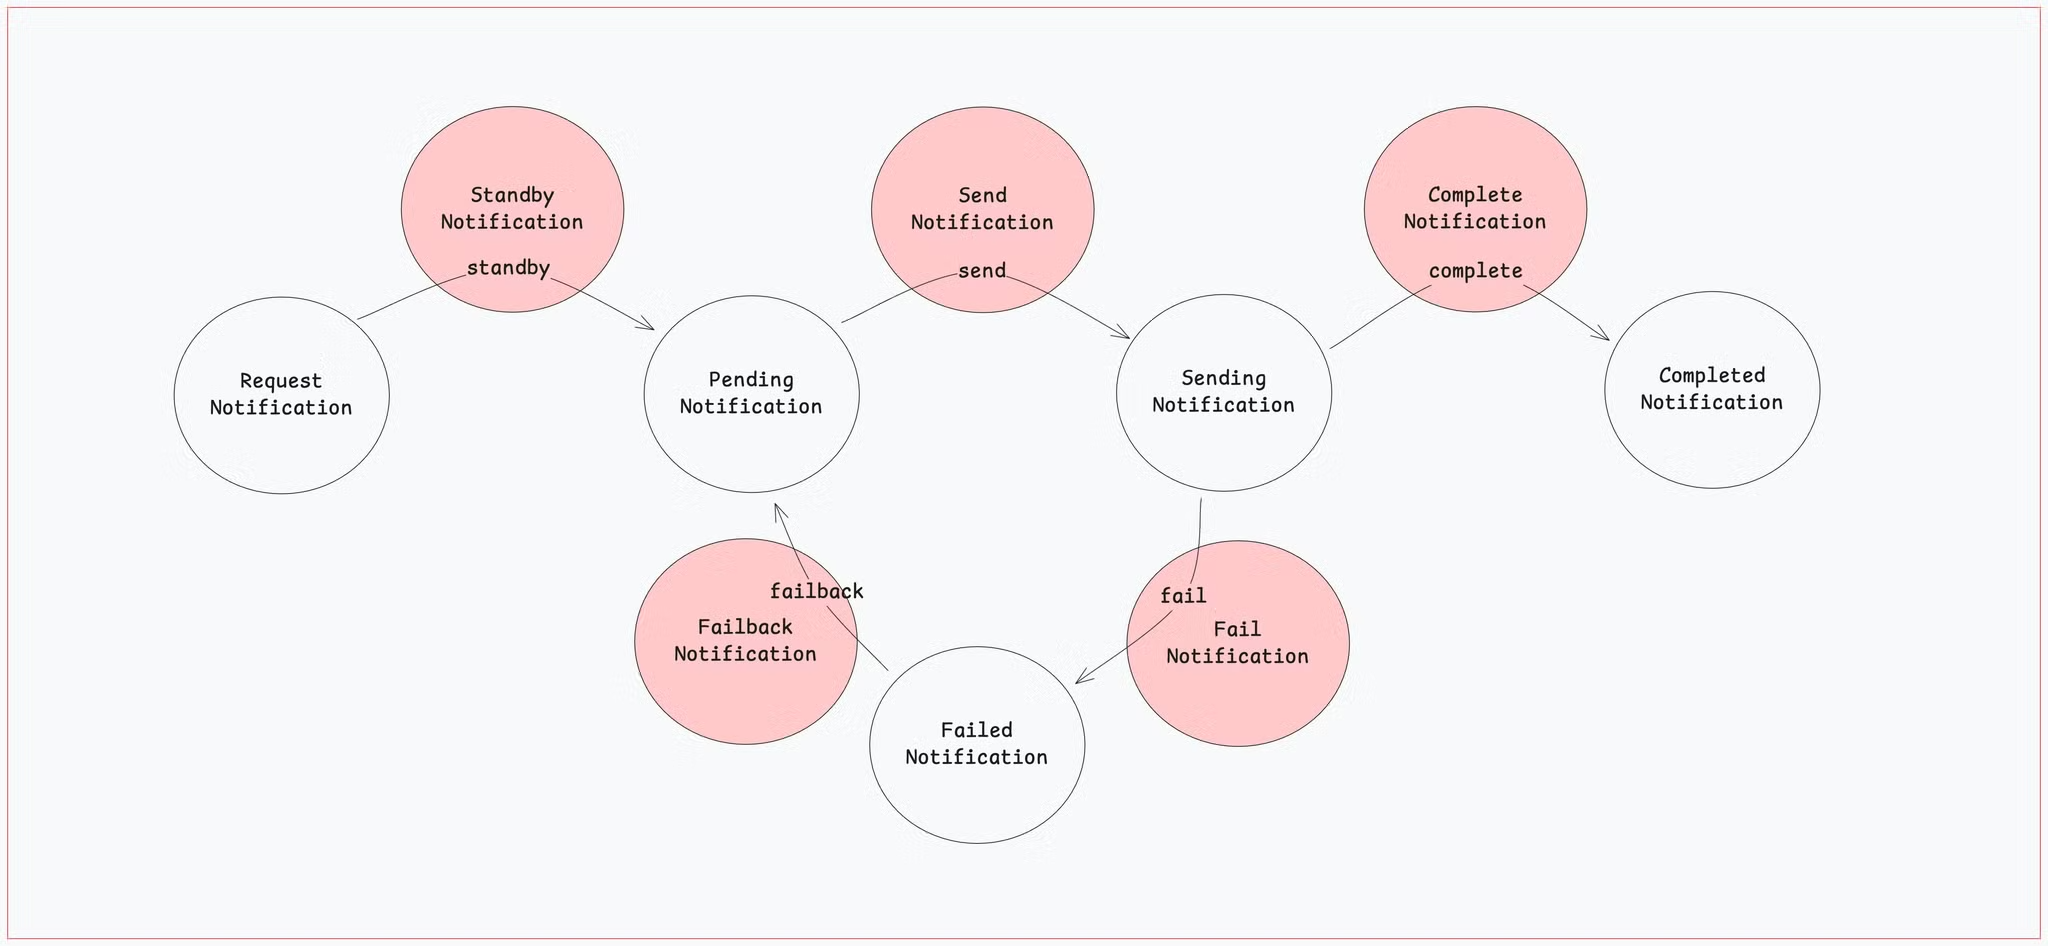 Standby
Notification
standby
Send
Notification
send
Complete
Notification
complete
Request
Notification
Pending
Notification
Sending
Notification
Completed
Notification
failback
Failback
Notification
fail
Fail
Notification
Failed
Notification